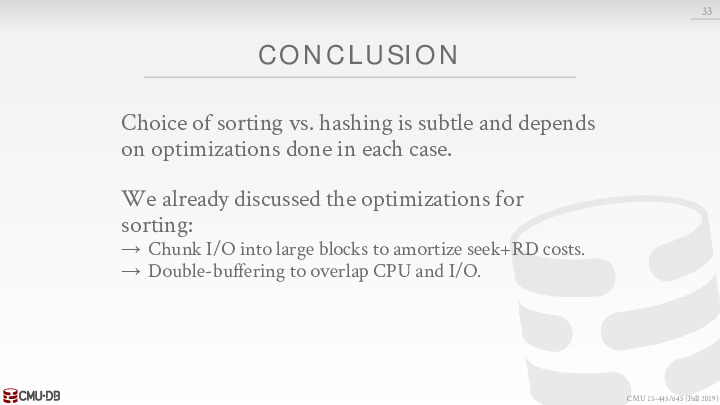 33
CONCLUSION
Choice of sorting vs. hashing is subtle and depends
on optimizations done in each case.
We already discussed the optimizations for
sorting:
→ Chunk I/O into large blocks to amortize seek+RD costs.
→ Double-buffering to overlap CPU and I/O.
CMU·DB
CMU 15-445/645 (Fall 2019)